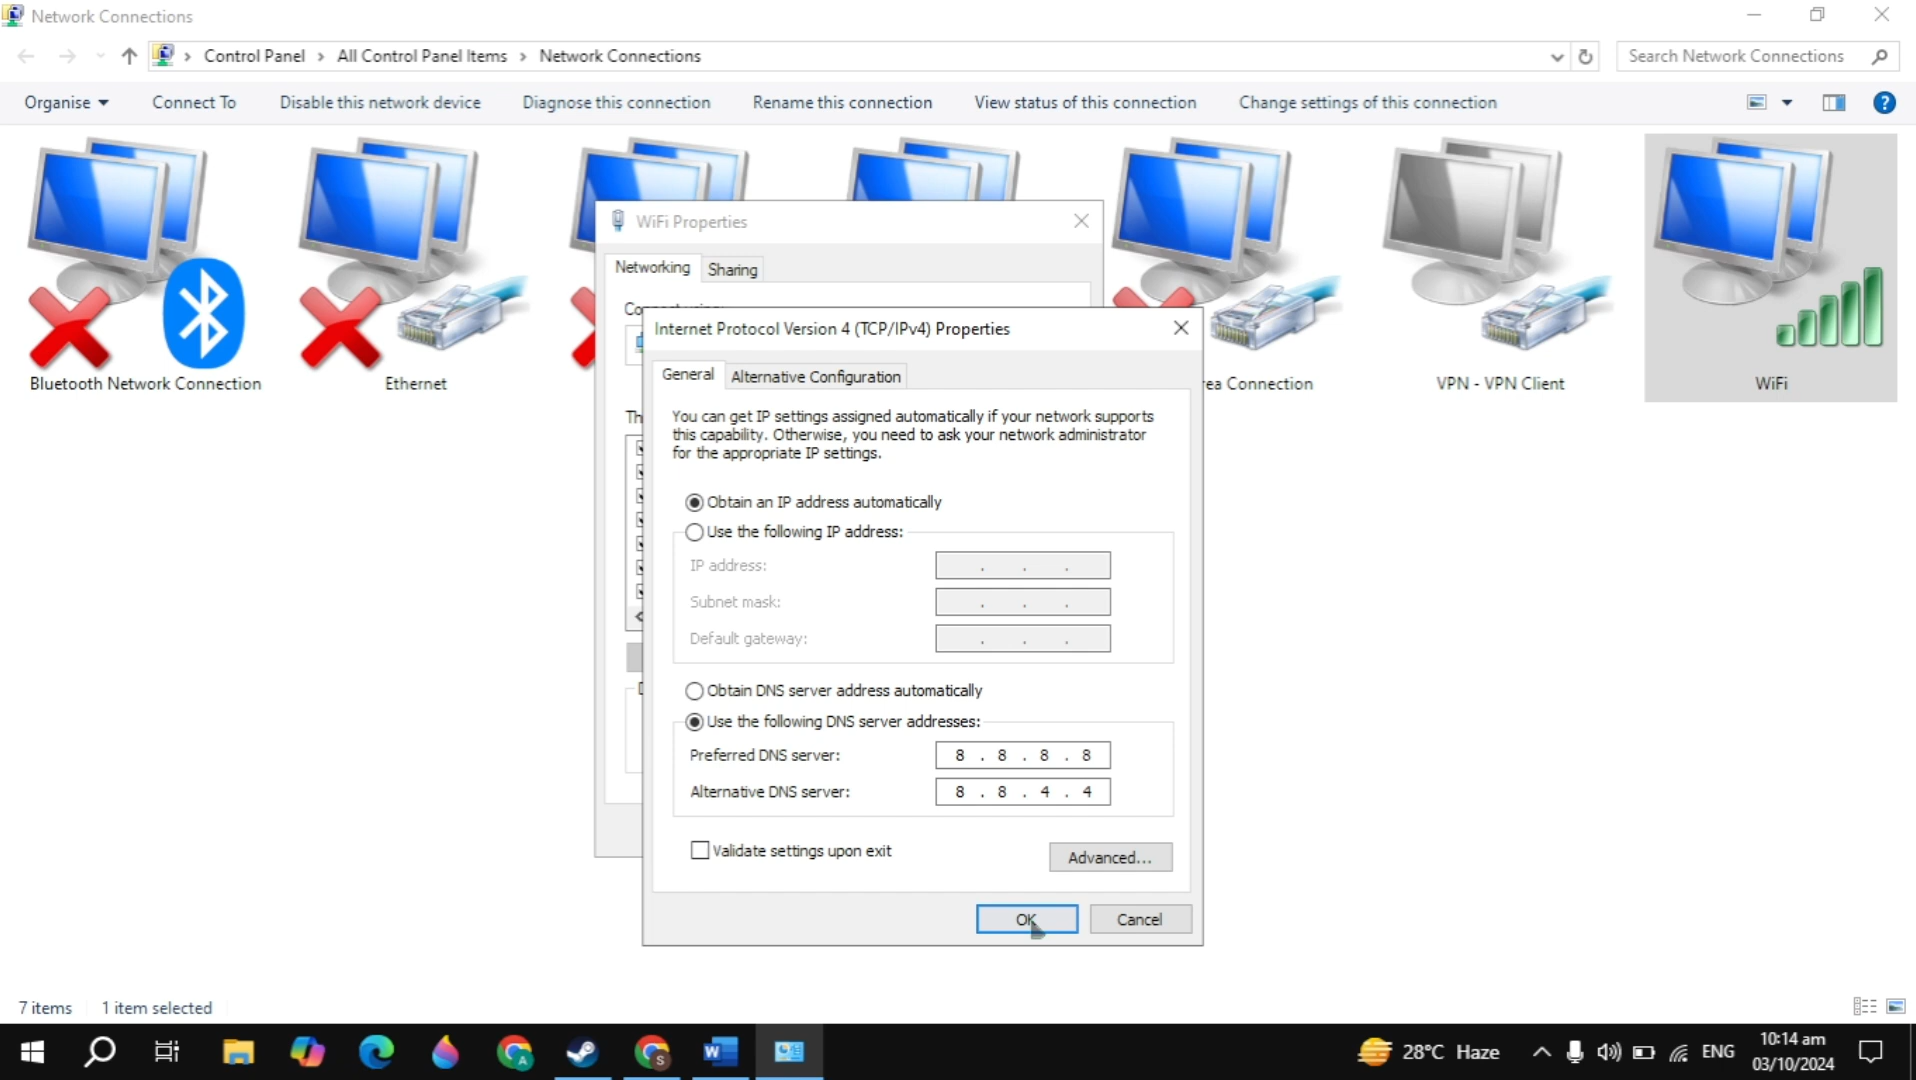 Network Connections
Control Panel > All Control Panel Items > Network Connections
Search Network Connections
Organise
Connect To
Disable this network device
Diagnose this connection
Rename this connection
View status of this connection
Change settings of this connection
Bluetooth Network Connection
Ethernet
ea Connection
VPN - VPN Client
WiFi
WiFi Properties
Networking
Sharing
Internet Protocol Version 4 (TCP/IPv4) Properties
General
Alternative Configuration
You can get IP settings assigned automatically if your network supports
this capability. Otherwise, you need to ask your network administrator
for the appropriate IP settings.
Obtain an IP address automatically
Use the following IP address:
IP address:
Subnet mask:
Default gateway:
Obtain DNS server address automatically
Use the following DNS server addresses:
Preferred DNS server: 8 . 8 . 8 . 8
Alternative DNS server: 8 . 8 . 4 . 4
Validate settings upon exit
Advanced...
OK
Cancel
7 items
1 item selected
28°C Haze
ENG
10:14 am
03/10/2024